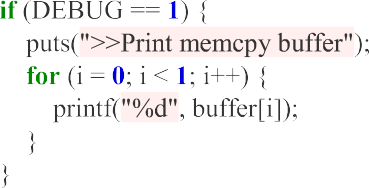 if (DEBUG == 1) {
puts(">>Print memcpy buffer");
for (i = 0; i < 1; i++) {
printf("%d", buffer[i]);
}
}